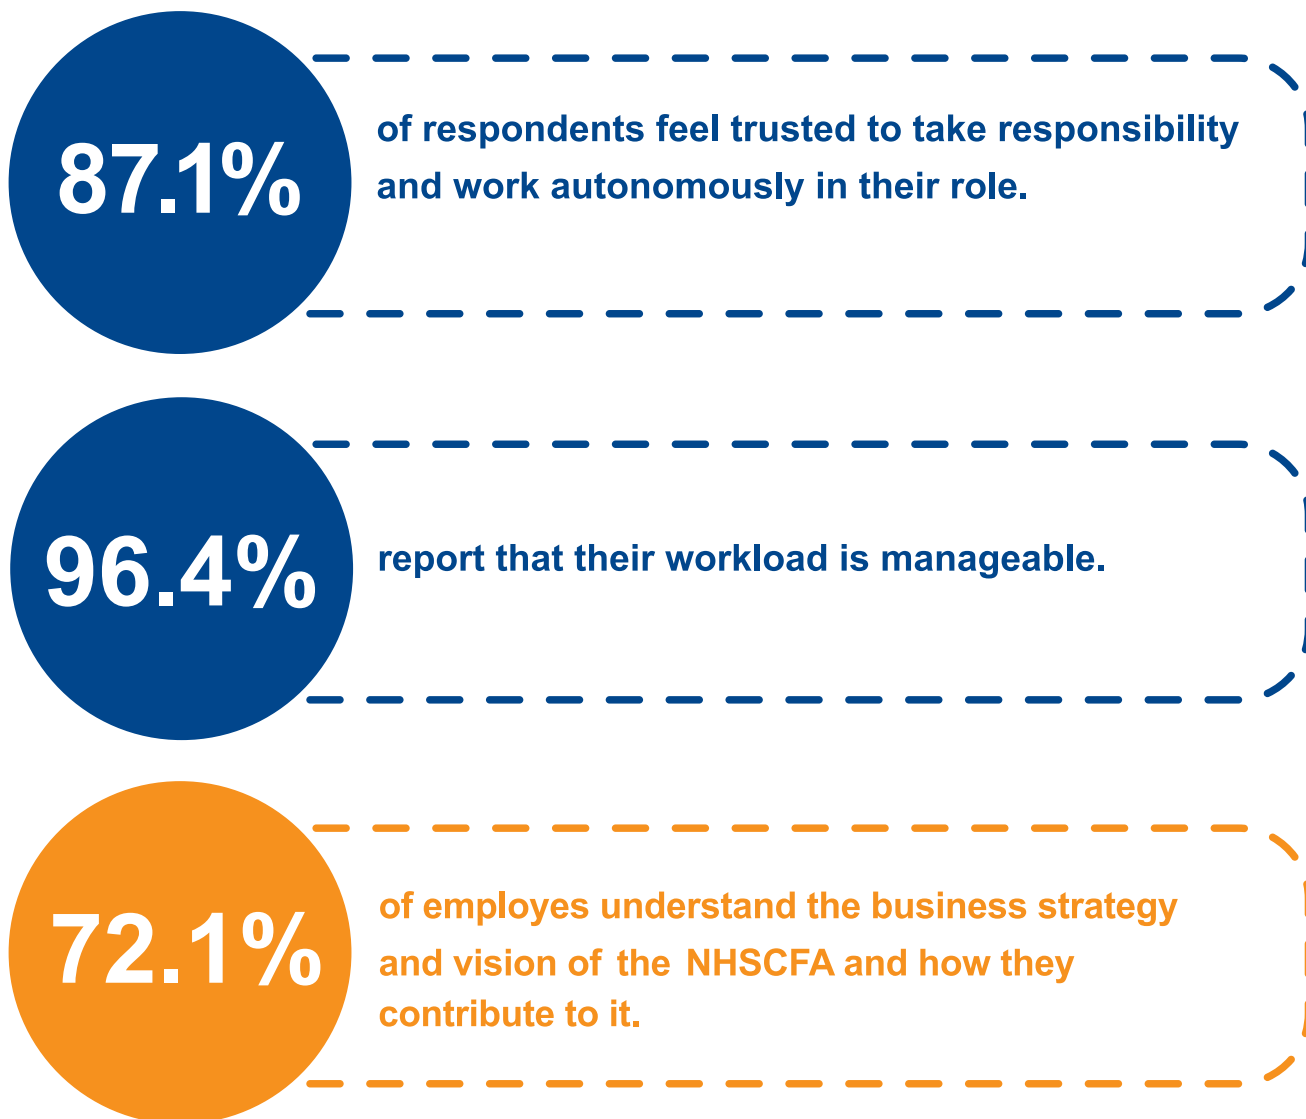 87.1%
of respondents feel trusted to take responsibility
and work autonomously in their role.
96.4%
report that their workload is manageable.
72.1%
of employes understand the business strategy
and vision of the NHSCFA and how they
contribute to it.